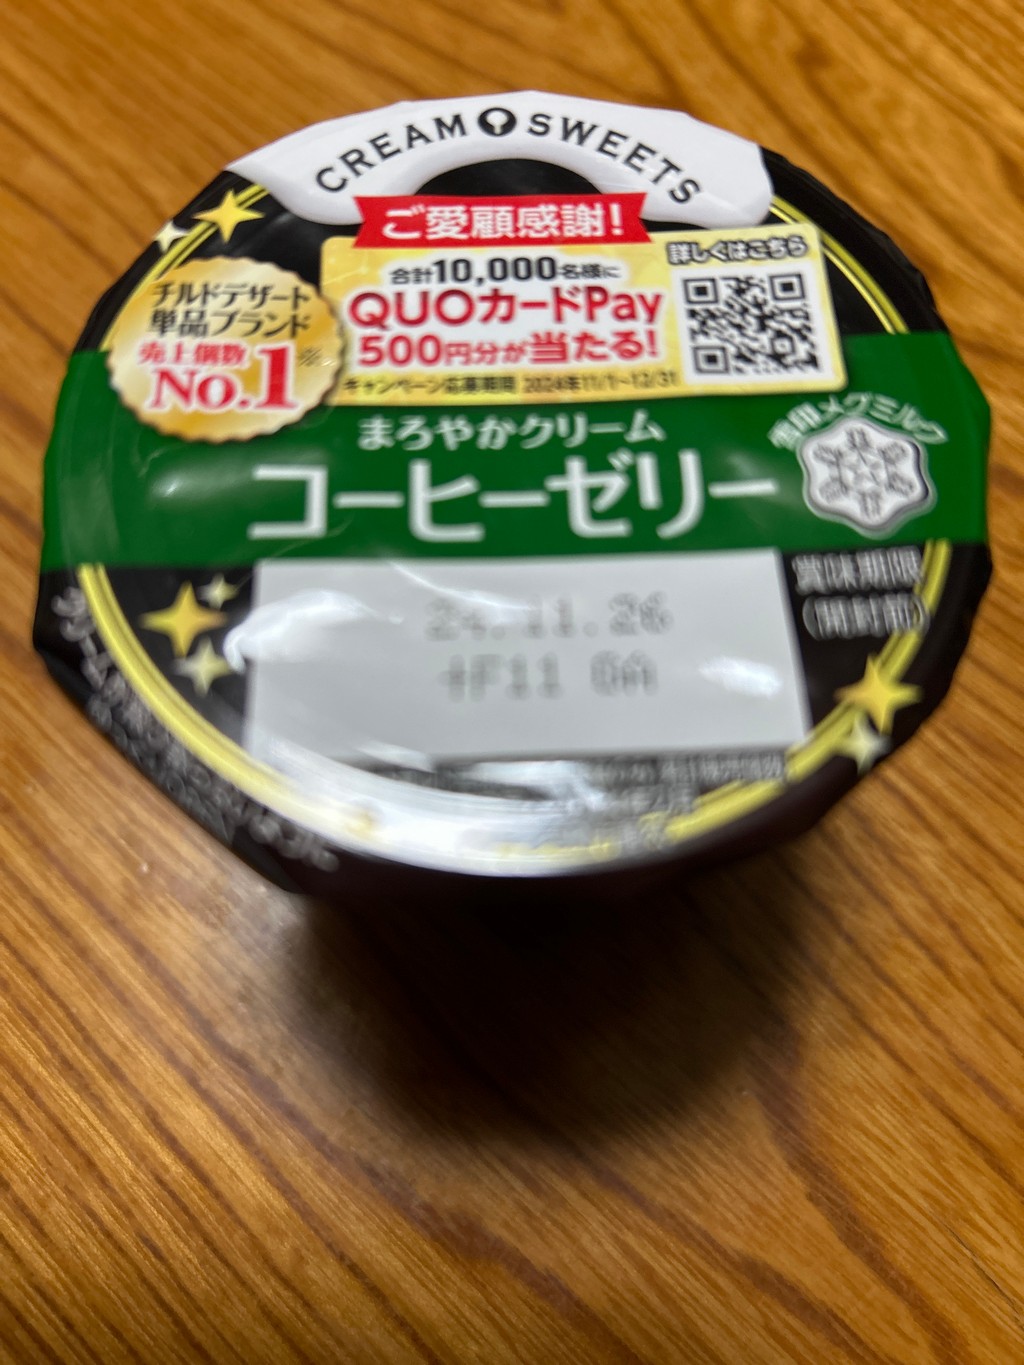 CREAM SWEETS
ご愛顧感謝!
合計10,000名様に
QUOカードPay
500円分が当たる!
キャンペーン応募期間 2024年11/1~12/31
詳しくはこちら
チルドデザート
単品ブランド
売上個数
No.1※
雪印メグミルク
まろやかクリーム
コーヒーゼリー
賞味期限
(開封前)
24.11.26